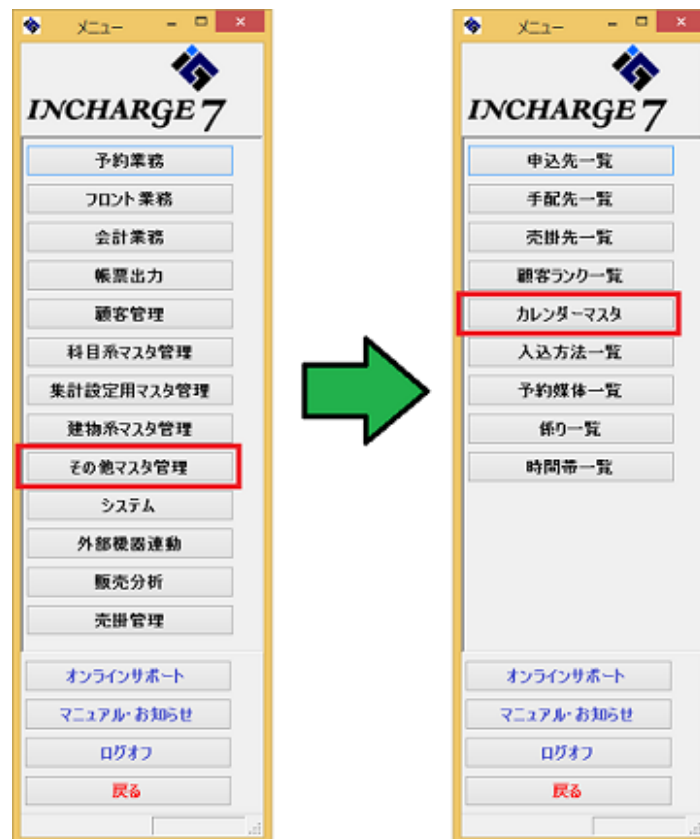 メニュー
INCHARGE 7
予約業務
フロント業務
会計業務
帳票出力
顧客管理
科目系マスタ管理
集計設定用マスタ管理
建物系マスタ管理
その他マスタ管理
システム
外部機器連動
販売分析
売掛管理
オンラインサポート
マニュアル・お知らせ
ログオフ
戻る
メニュー
INCHARGE 7
申込先一覧
手配先一覧
売掛先一覧
顧客ランク一覧
カレンダーマスタ
入込方法一覧
予約媒体一覧
係り一覧
時間帯一覧
オンラインサポート
マニュアル・お知らせ
ログオフ
戻る